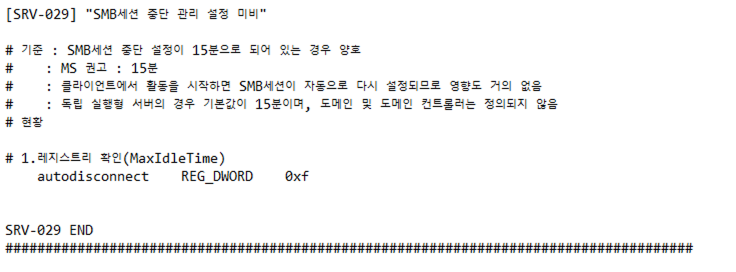 [SRV-029] "SMB세션 중단 관리 설정 미비"
# 기준 : SMB세션 중단 설정이 15분으로 되어 있는 경우 양호
#    : MS 권고 : 15분
#    : 클라이언트에서 활동을 시작하면 SMB세션이 자동으로 다시 설정되므로 영향도 거의 없음
#    : 독립 실행형 서버의 경우 기본값이 15분이며, 도메인 및 도메인 컨트롤러는 정의되지 않음
# 현황
# 1.레지스트리 확인(MaxIdleTime)
    autodisconnect    REG_DWORD    0xf
SRV-029 END
######################################################################################